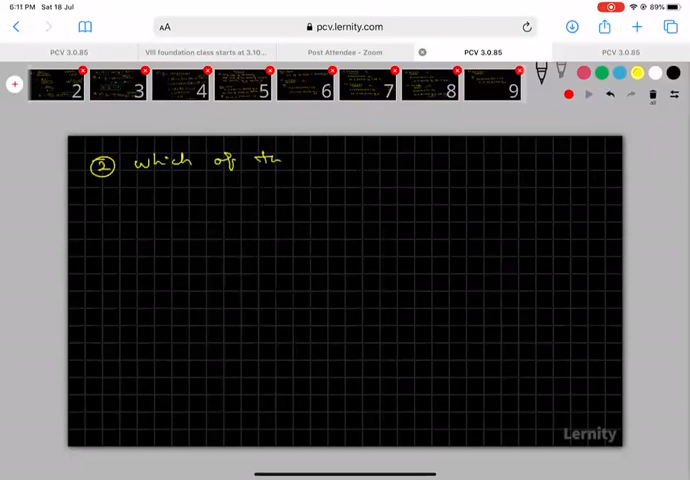 6:11 PM Sat 18 Jul
89%
AA
pcv.lernity.com
PCV 3.0.85
VIII foundation class starts at 3.10...
Post Attendee - Zoom
PCV 3.0.85
PCV 3.0.85
2
3
4
5
6
7
8
9
all
② which of th
Lernity